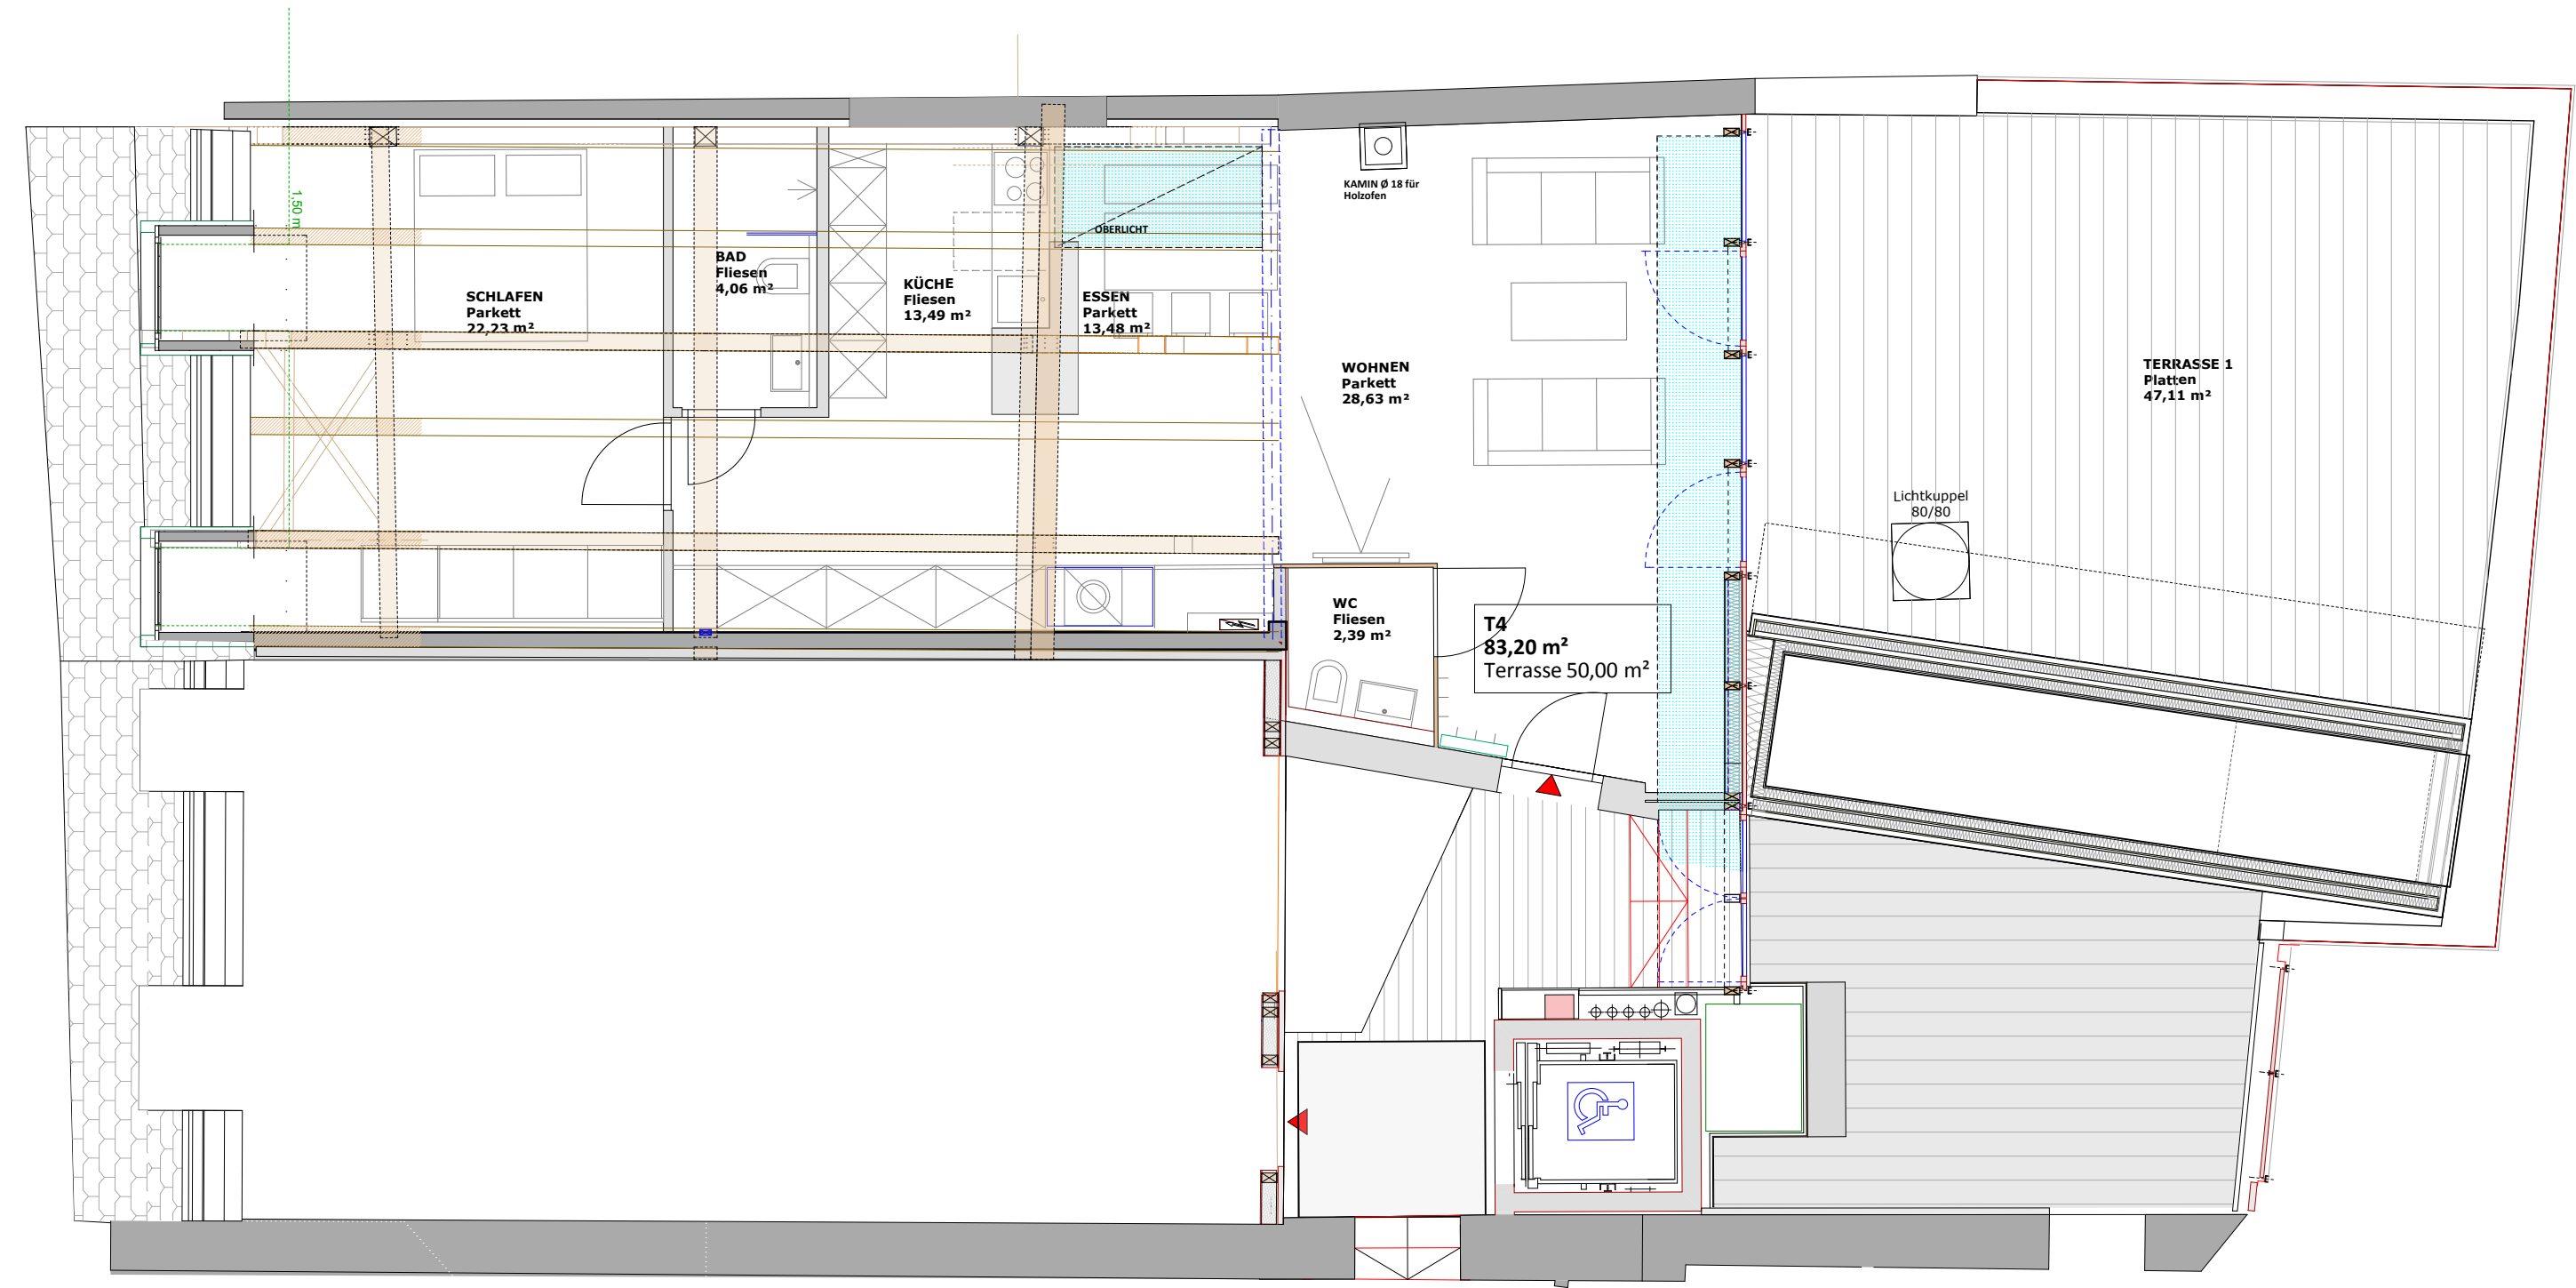 1,50 m
SCHLAFEN
Parkett
22,23 m²
BAD
Fliesen
4,06 m²
KÜCHE
Fliesen
13,49 m²
OBERLICHT
ESSEN
Parkett
13,48 m²
KAMIN Ø 18 für
Holzofen
WOHNEN
Parkett
28,63 m²
TERRASSE 1
Platten
47,11 m²
Lichtkuppel
80/80
WC
Fliesen
2,39 m²
T4
83,20 m²
Terrasse 50,00 m²